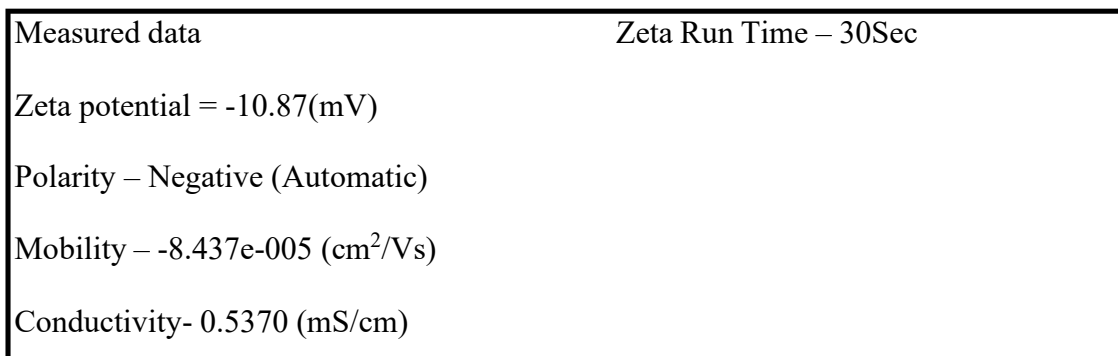 Measured data Zeta Run Time – 30Sec
Zeta potential = -10.87(mV)
Polarity – Negative (Automatic)
Mobility – -8.437e-005 (cm²/Vs)
Conductivity- 0.5370 (mS/cm)